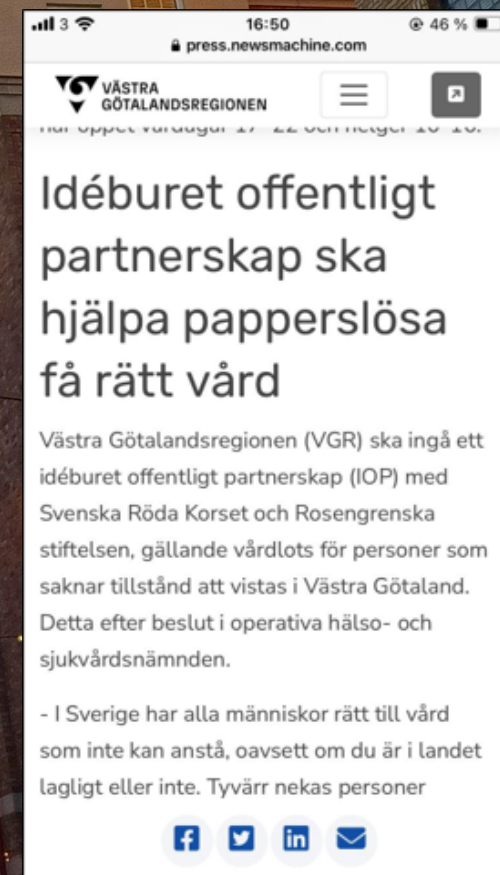 3
16:50
46 %
press.newsmachine.com
VÄSTRA
GÖTALANDSREGIONEN
Idéburet offentligt
partnerskap ska
hjälpa papperslösa
få rätt vård
Västra Götalandsregionen (VGR) ska ingå ett
idéburet offentligt partnerskap (IOP) med
Svenska Röda Korset och Rosengrenska
stiftelsen, gällande vårdlots för personer som
saknar tillstånd att vistas i Västra Götaland.
Detta efter beslut i operativa hälso- och
sjukvårdsnämnden.
- I Sverige har alla människor rätt till vård
som inte kan anstå, oavsett om du är i landet
lagligt eller inte. Tyvärr nekas personer